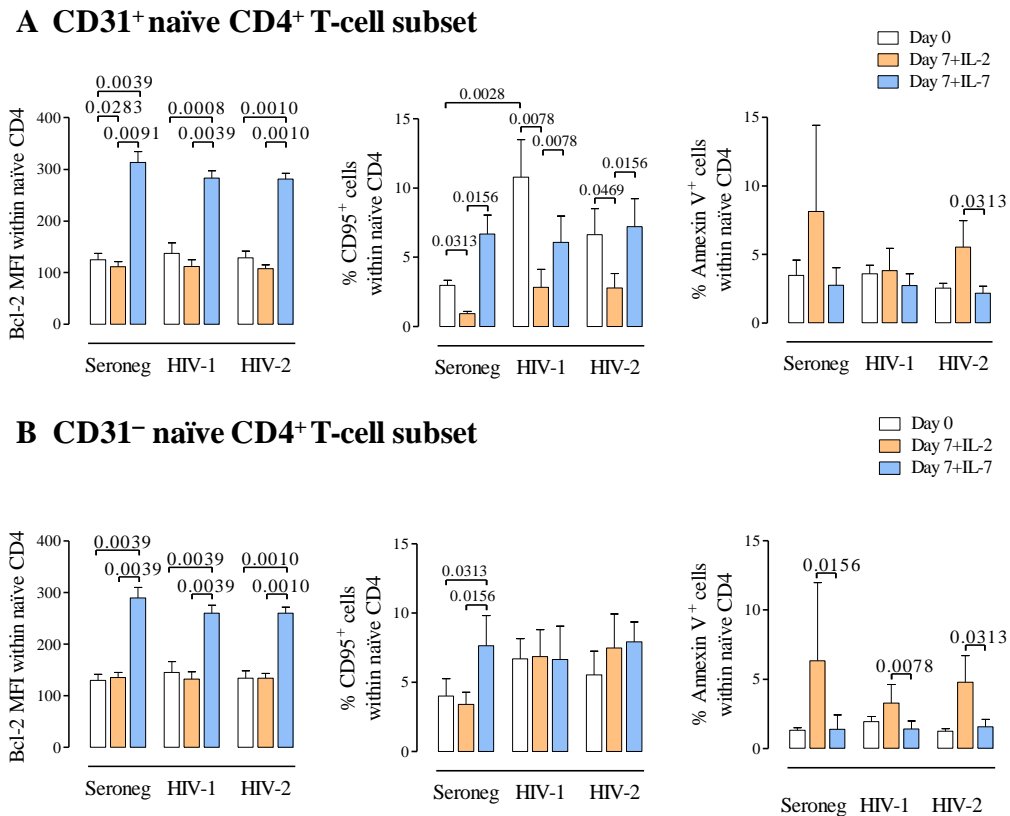 A CD31⁺ naïve CD4⁺ T-cell subset
Day 0
Day 7+IL-2
Day 7+IL-7
Bcl-2 MFI within naïve CD4
400
300
200
100
0
0.0039
0.0283
0.0091
0.0008
0.0039
0.0010
0.0010
Seroneg HIV-1 HIV-2
% CD95⁺ cells
within naïve CD4
15
10
5
0
0.0028
0.0078
0.0078
0.0156
0.0156
0.0469
0.0313
Seroneg HIV-1 HIV-2
% Annexin V⁺ cells
within naïve CD4
15
10
5
0
0.0313
Seroneg HIV-1 HIV-2
B CD31⁻ naïve CD4⁺ T-cell subset
Day 0
Day 7+IL-2
Day 7+IL-7
Bcl-2 MFI within naïve CD4
400
300
200
100
0
0.0039
0.0039
0.0039
0.0039
0.0010
0.0010
Seroneg HIV-1 HIV-2
% CD95⁺ cells
within naïve CD4
15
10
5
0
0.0313
0.0156
Seroneg HIV-1 HIV-2
% Annexin V⁺ cells
within naïve CD4
15
10
5
0
0.0156
0.0078
0.0313
Seroneg HIV-1 HIV-2